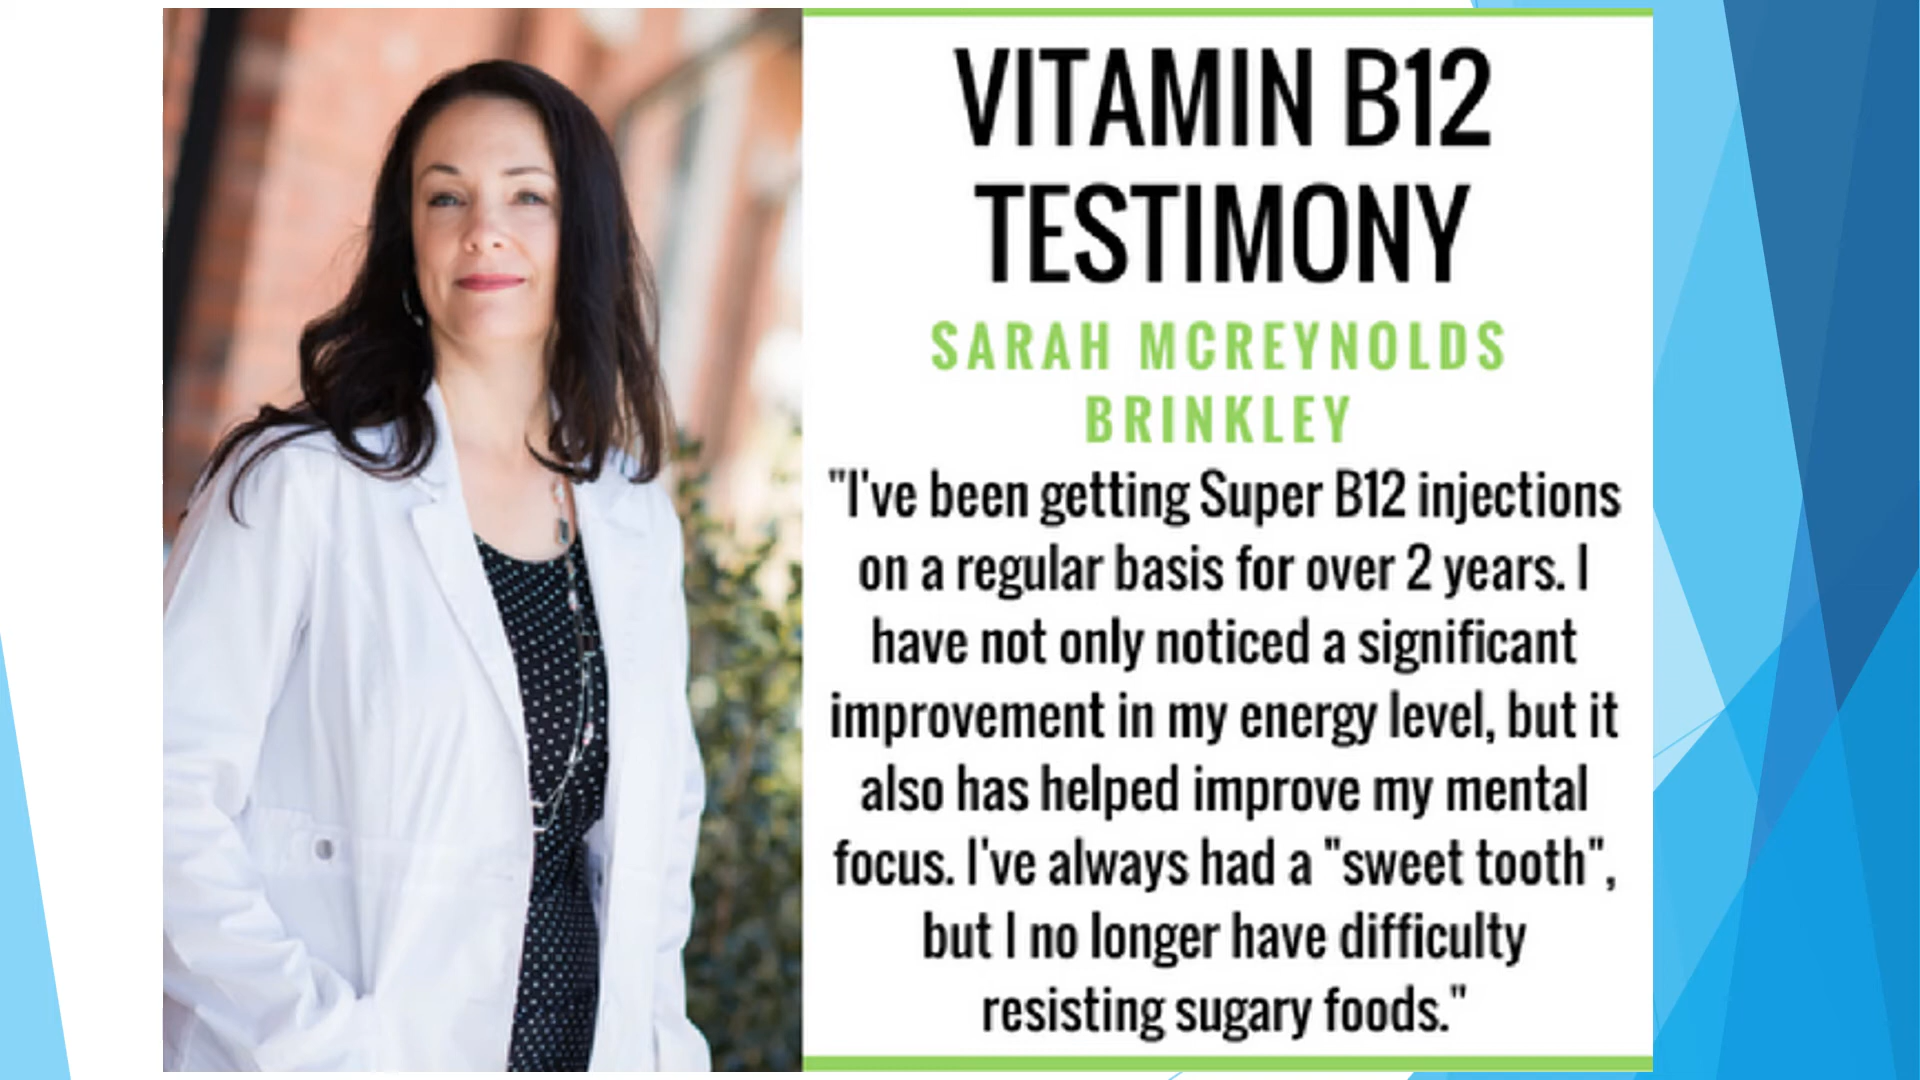 VITAMIN B12
TESTIMONY
SARAH MCREYNOLDS
BRINKLEY
"I've been getting Super B12 injections
on a regular basis for over 2 years. I
have not only noticed a significant
improvement in my energy level, but it
also has helped improve my mental
focus. I've always had a "sweet tooth",
but I no longer have difficulty
resisting sugary foods."